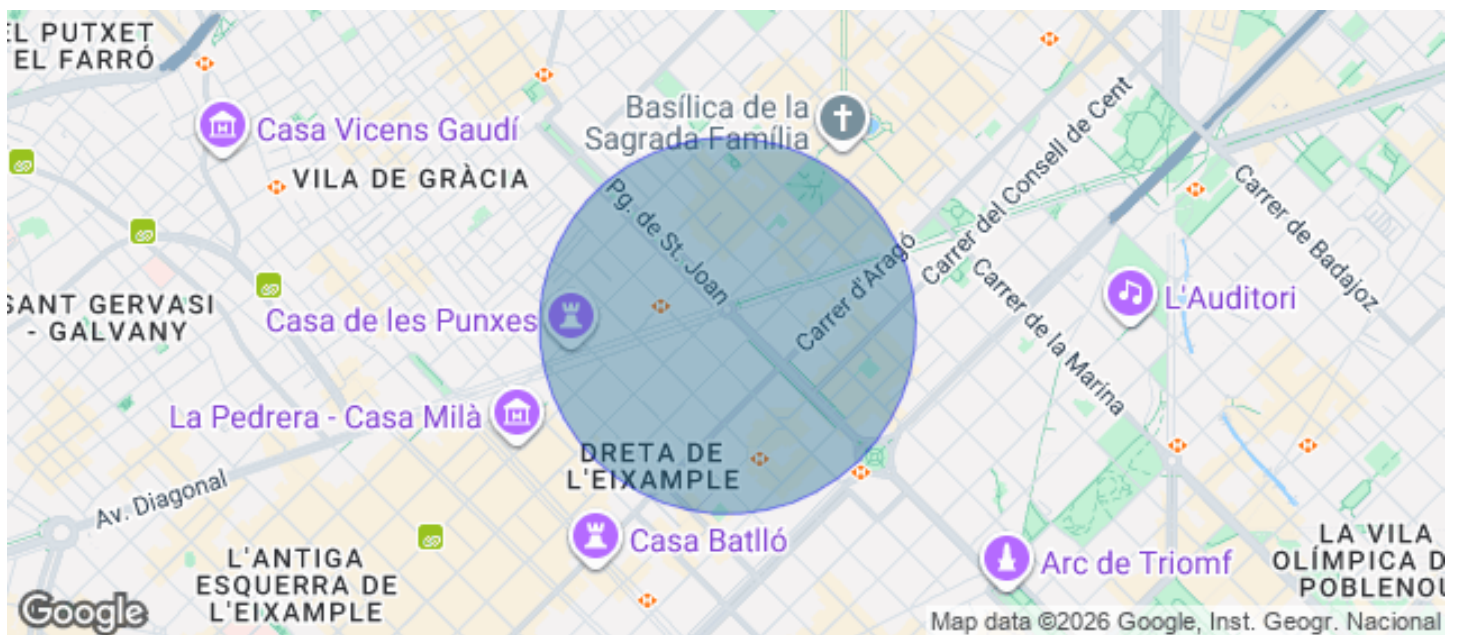 EL PUTXET
EL FARRÓ
Casa Vicens Gaudí
Basílica de la
Sagrada Família
VILA DE GRÀCIA
Pg. de St. Joan
Carrer del Consell de Cent
Carrer de Badajoz
SANT GERVASI
- GALVANY
Casa de les Punxes
Carrer d'Aragó
Carrer de la Marina
L'Auditori
La Pedrera - Casa Milà
DRETA DE
L'EIXAMPLE
Av. Diagonal
Casa Batlló
Arc de Triomf
LA VILA
OLÍMPICA D
POBLENOU
L'ANTIGA
ESQUERRA DE
L'EIXAMPLE
Google
Map data ©2026 Google, Inst. Geogr. Nacional